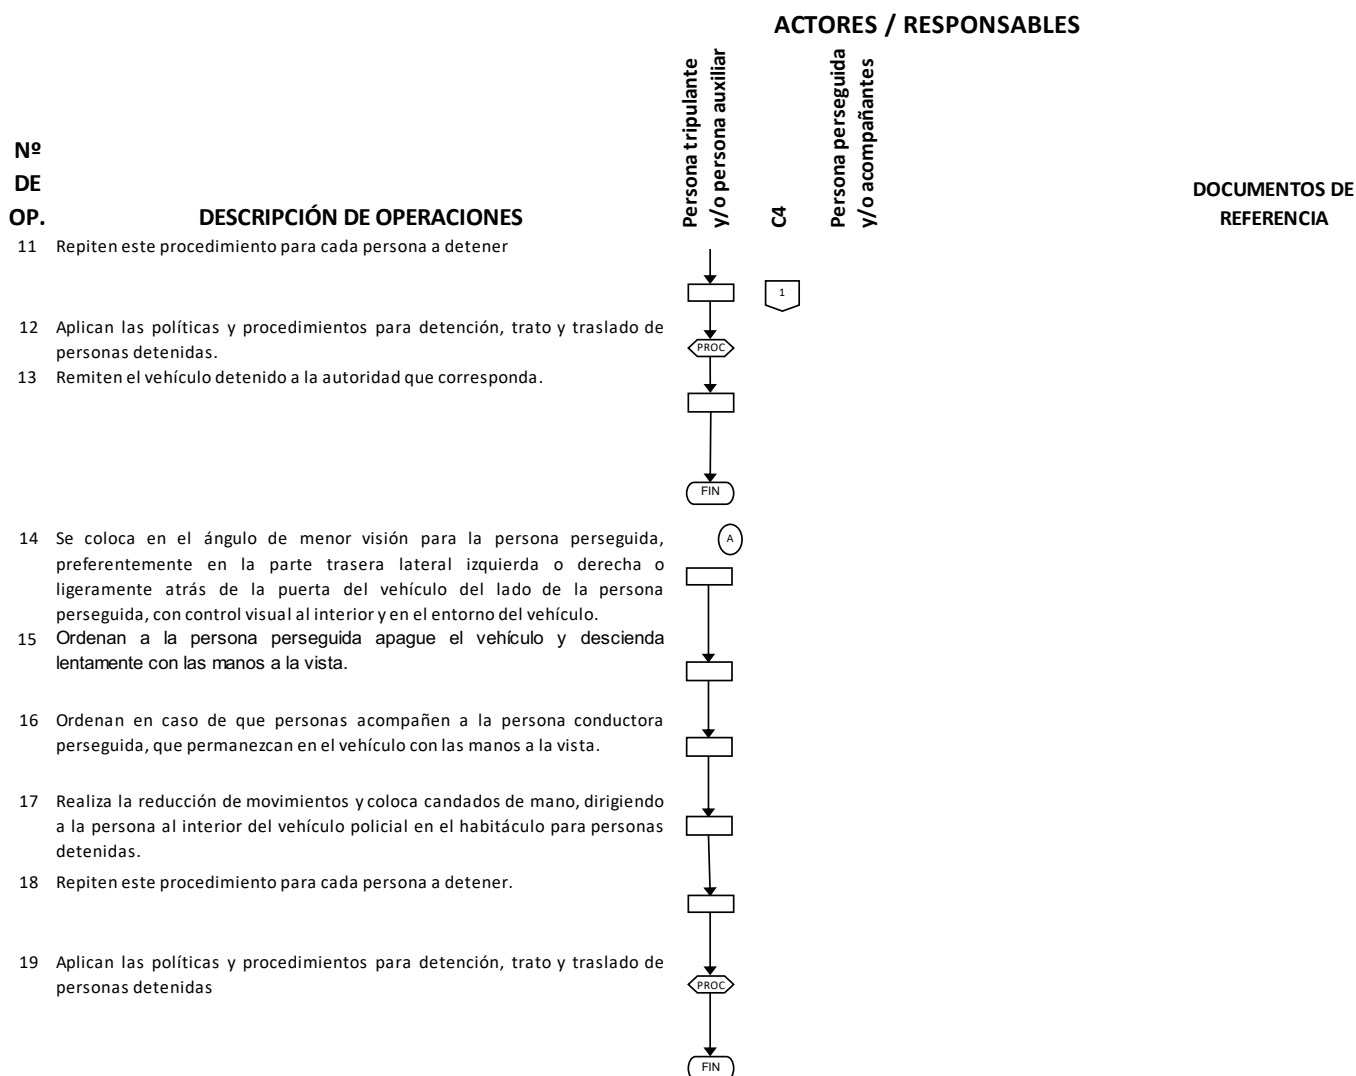 ACTORES / RESPONSABLES
Persona tripulante
y/o persona auxiliar
C4
Persona perseguida
y/o acompañantes
Nº
DE
OP.
DESCRIPCIÓN DE OPERACIONES
DOCUMENTOS DE
REFERENCIA
11 Repiten este procedimiento para cada persona a detener
1
12 Aplican las políticas y procedimientos para detención, trato y traslado de
personas detenidas.
PROC
13 Remiten el vehículo detenido a la autoridad que corresponda.
FIN
14 Se coloca en el ángulo de menor visión para la persona perseguida,
preferentemente en la parte trasera lateral izquierda o derecha o
ligeramente atrás de la puerta del vehículo del lado de la persona
perseguida, con control visual al interior y en el entorno del vehículo.
A
15 Ordenan a la persona perseguida apague el vehículo y descienda
lentamente con las manos a la vista.
16 Ordenan en caso de que personas acompañen a la persona conductora
perseguida, que permanezcan en el vehículo con las manos a la vista.
17 Realiza la reducción de movimientos y coloca candados de mano, dirigiendo
a la persona al interior del vehículo policial en el habitáculo para personas
detenidas.
18 Repiten este procedimiento para cada persona a detener.
19 Aplican las políticas y procedimientos para detención, trato y traslado de
personas detenidas
PROC
FIN